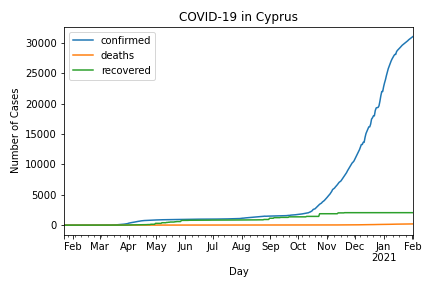 COVID-19 in Cyprus
confirmed
deaths
recovered
Number of Cases
30000
25000
20000
15000
10000
5000
0
Feb Mar Apr May Jun Jul Aug Sep Oct Nov Dec Jan Feb
2021
Day